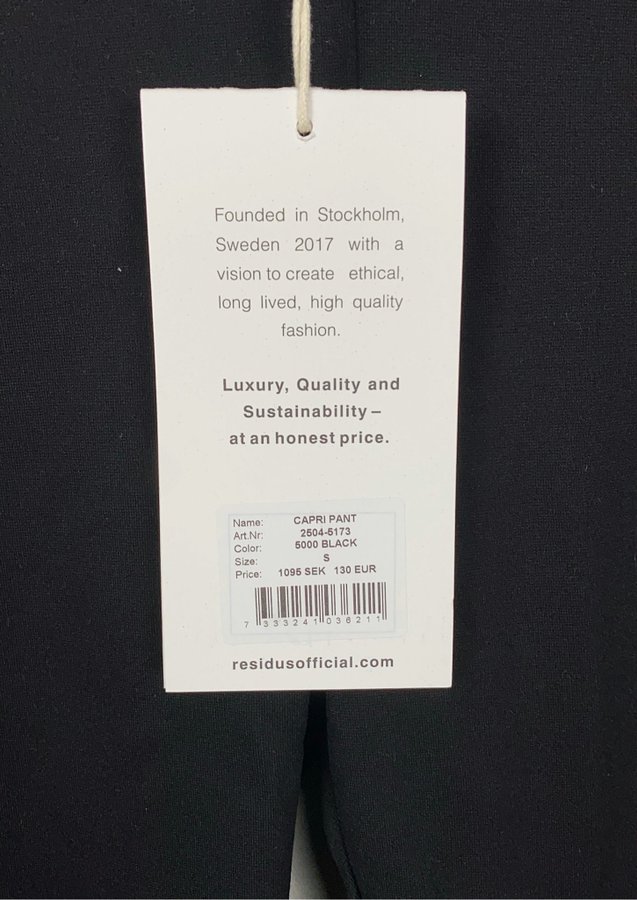 Founded in Stockholm,
Sweden 2017 with a
vision to create ethical,
long lived, high quality
fashion.
Luxury, Quality and
Sustainability –
at an honest price.
Name: CAPRI PANT
Art.Nr: 2504-5173
Color: 5000 BLACK
Size: S
Price: 1095 SEK 130 EUR
7 333241 036211
residusofficial.com